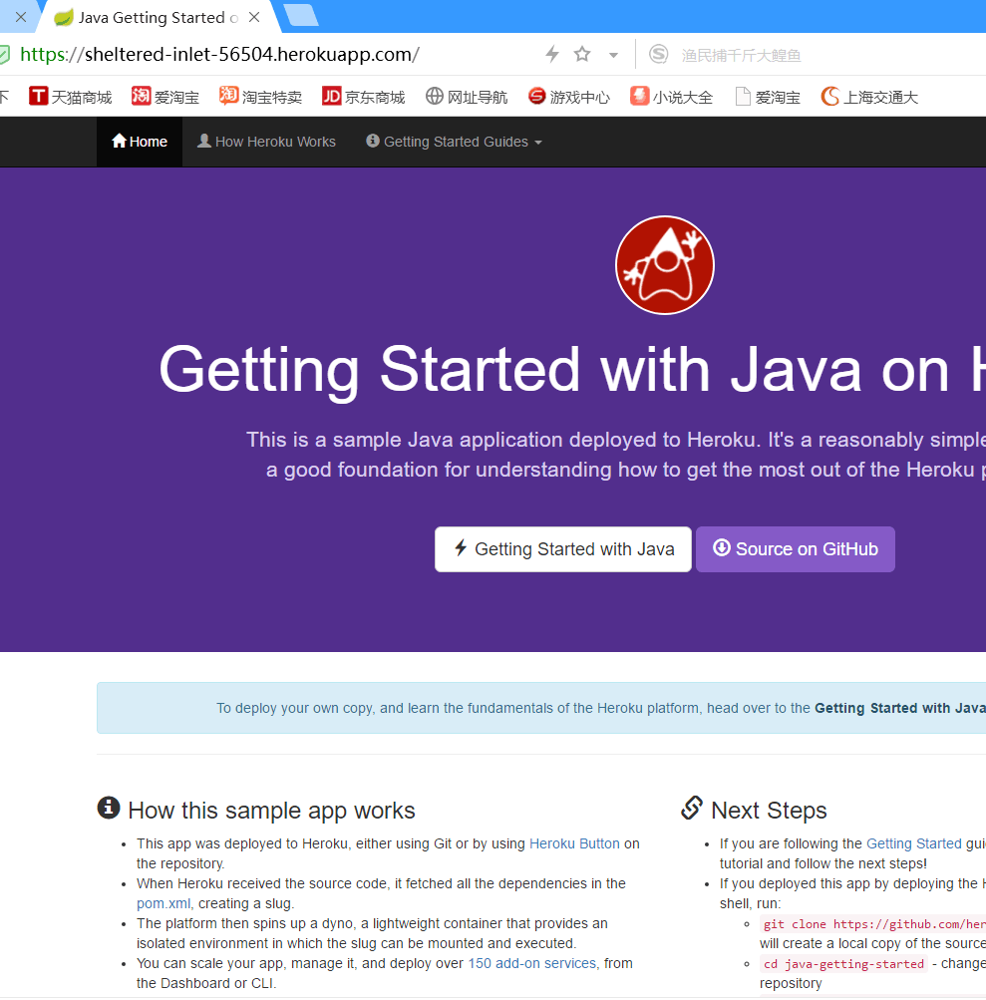 Java Getting Started o
https://sheltered-inlet-56504.herokuapp.com/
渔民捕千斤大鳇鱼
下 T 天猫商城 淘 爱淘宝 淘 淘宝特卖 JD 京东商城 网址导航 游戏中心 小说大全 爱淘宝 上海交通大
Home How Heroku Works Getting Started Guides
Getting Started with Java on H
This is a sample Java application deployed to Heroku. It's a reasonably simple
a good foundation for understanding how to get the most out of the Heroku p
Getting Started with Java Source on GitHub
To deploy your own copy, and learn the fundamentals of the Heroku platform, head over to the Getting Started with Java
How this sample app works
This app was deployed to Heroku, either using Git or by using Heroku Button on
the repository.
When Heroku received the source code, it fetched all the dependencies in the
pom.xml, creating a slug.
The platform then spins up a dyno, a lightweight container that provides an
isolated environment in which the slug can be mounted and executed.
You can scale your app, manage it, and deploy over 150 add-on services, from
the Dashboard or CLI.
Next Steps
If you are following the Getting Started gui
tutorial and follow the next steps!
If you deployed this app by deploying the H
shell, run:
git clone https://github.com/her
will create a local copy of the source
cd java-getting-started - change
repository